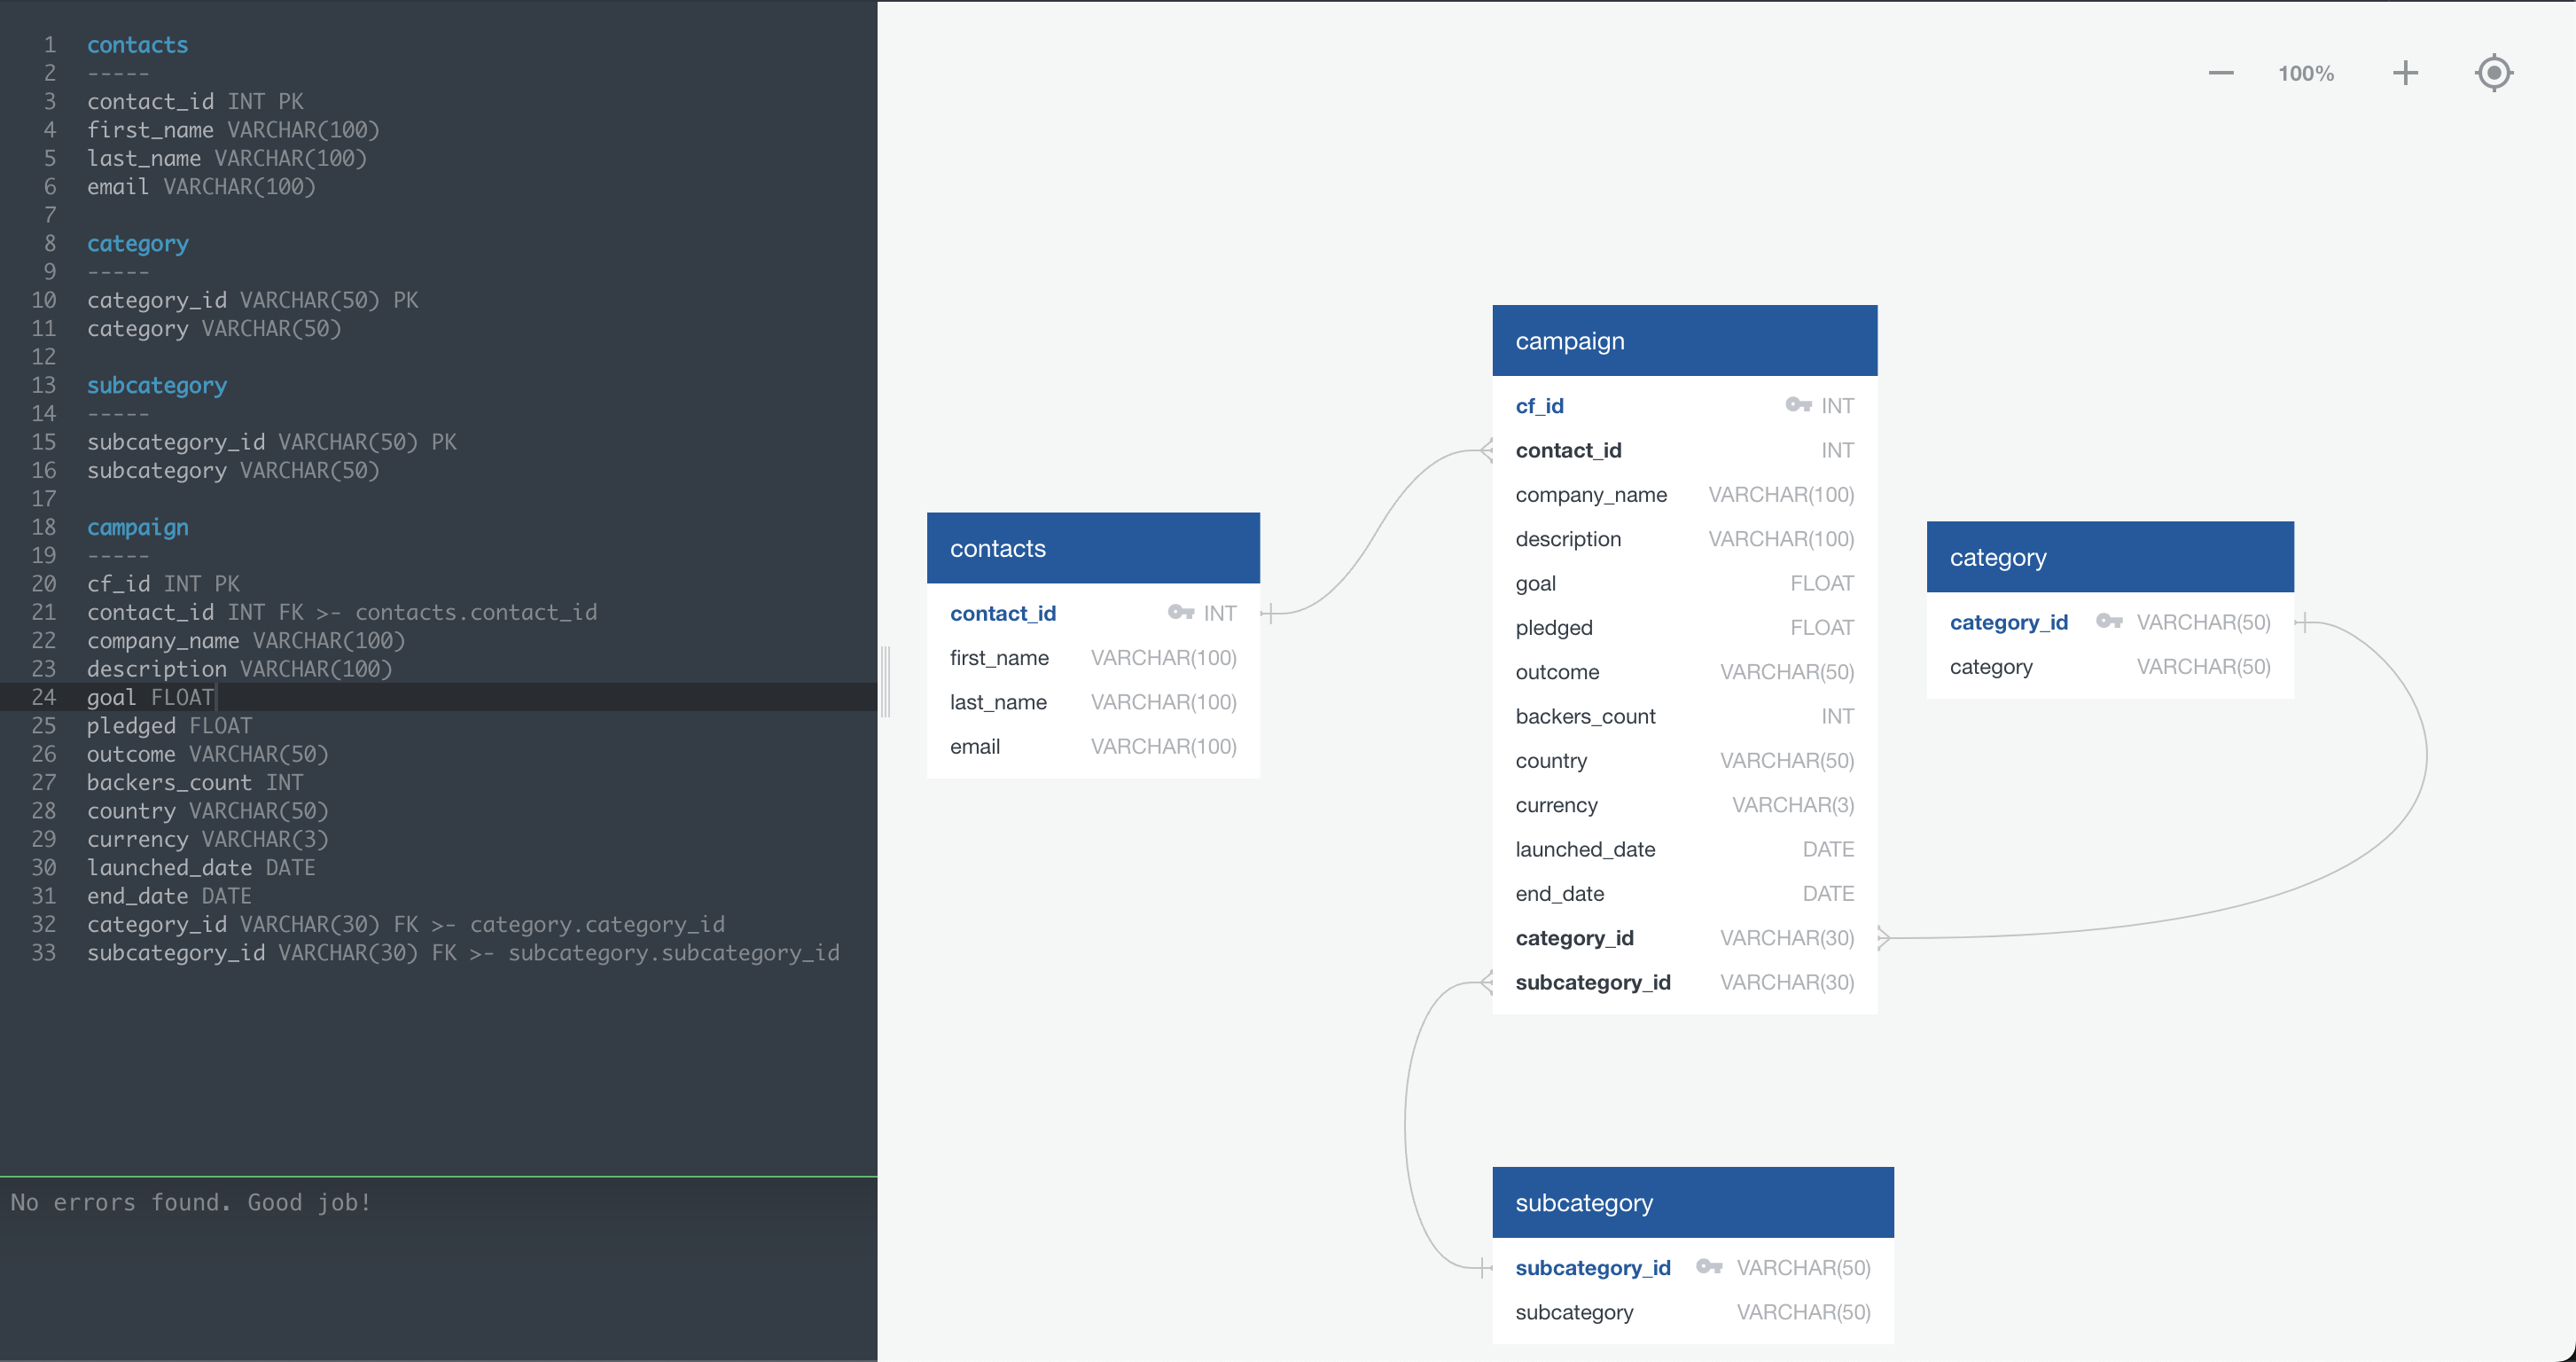 1 contacts
2 -----
3 contact_id INT PK
4 first_name VARCHAR(100)
5 last_name VARCHAR(100)
6 email VARCHAR(100)
7
8 category
9 -----
10 category_id VARCHAR(50) PK
11 category VARCHAR(50)
12
13 subcategory
14 -----
15 subcategory_id VARCHAR(50) PK
16 subcategory VARCHAR(50)
17
18 campaign
19 -----
20 cf_id INT PK
21 contact_id INT FK >- contacts.contact_id
22 company_name VARCHAR(100)
23 description VARCHAR(100)
24 goal FLOAT
25 pledged FLOAT
26 outcome VARCHAR(50)
27 backers_count INT
28 country VARCHAR(50)
29 currency VARCHAR(3)
30 launched_date DATE
31 end_date DATE
32 category_id VARCHAR(30) FK >- category.category_id
33 subcategory_id VARCHAR(30) FK >- subcategory.subcategory_id
No errors found. Good job!
100%
contacts
contact_id INT
first_name VARCHAR(100)
last_name VARCHAR(100)
email VARCHAR(100)
campaign
cf_id INT
contact_id INT
company_name VARCHAR(100)
description VARCHAR(100)
goal FLOAT
pledged FLOAT
outcome VARCHAR(50)
backers_count INT
country VARCHAR(50)
currency VARCHAR(3)
launched_date DATE
end_date DATE
category_id VARCHAR(30)
subcategory_id VARCHAR(30)
category
category_id VARCHAR(50)
category VARCHAR(50)
subcategory
subcategory_id VARCHAR(50)
subcategory VARCHAR(50)